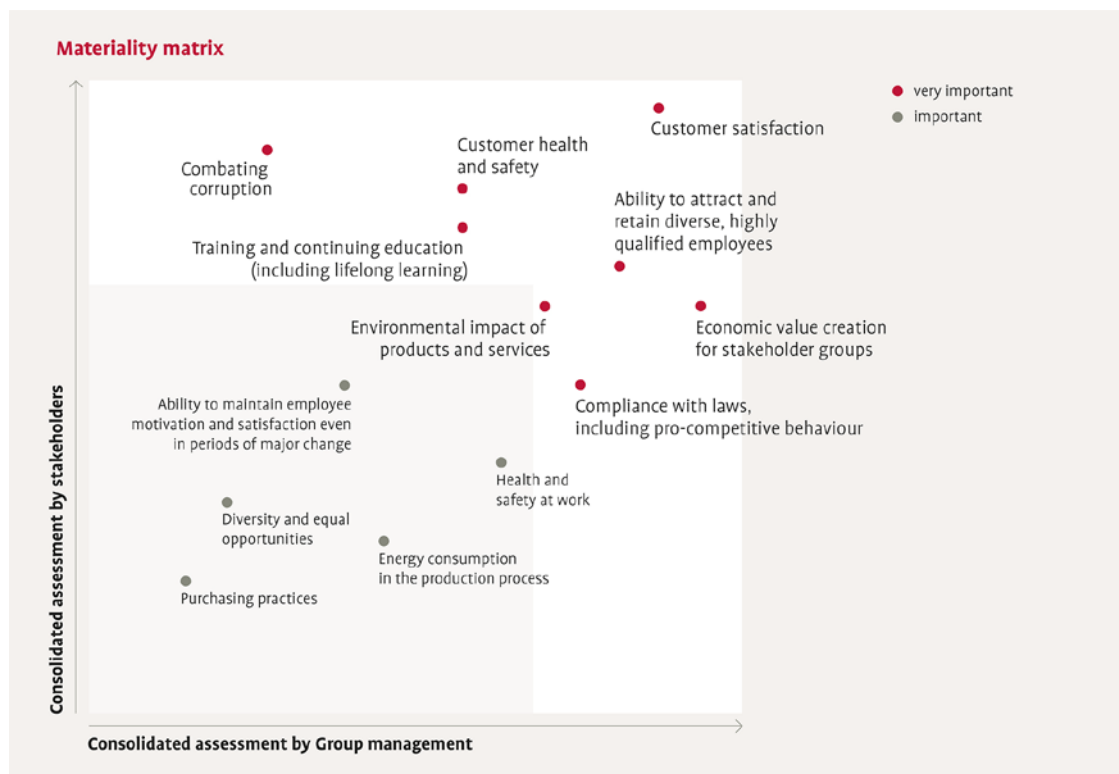 Materiality matrix
very important
important
Customer satisfaction
Customer health
and safety
Combating
corruption
Ability to attract and
retain diverse, highly
qualified employees
Training and continuing education
(including lifelong learning)
Environmental impact of
products and services
Economic value creation
for stakeholder groups
Ability to maintain employee
motivation and satisfaction even
in periods of major change
Compliance with laws,
including pro-competitive behaviour
Health and
safety at work
Diversity and equal
opportunities
Energy consumption
in the production process
Purchasing practices
Consolidated assessment by stakeholders
Consolidated assessment by Group management